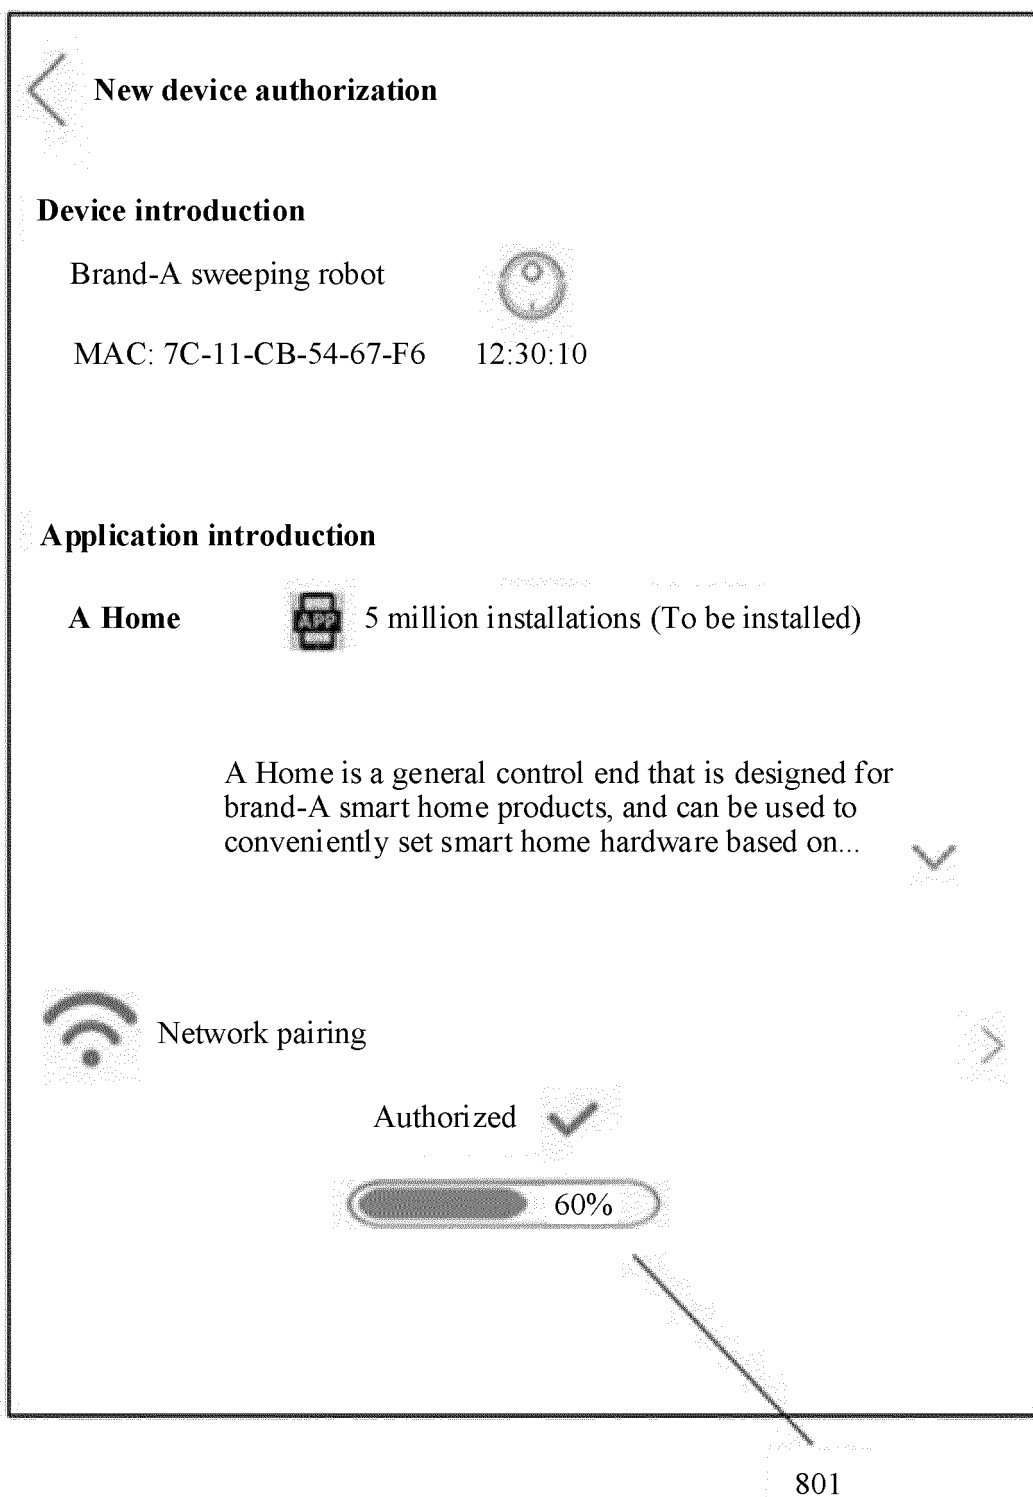 New device authorization
Device introduction
Brand-A sweeping robot
MAC: 7C-11-CB-54-67-F6 12:30:10
Application introduction
A Home APP 5 million installations (To be installed)
A Home is a general control end that is designed for
brand-A smart home products, and can be used to
conveniently set smart home hardware based on...
Network pairing
Authorized
60%
801